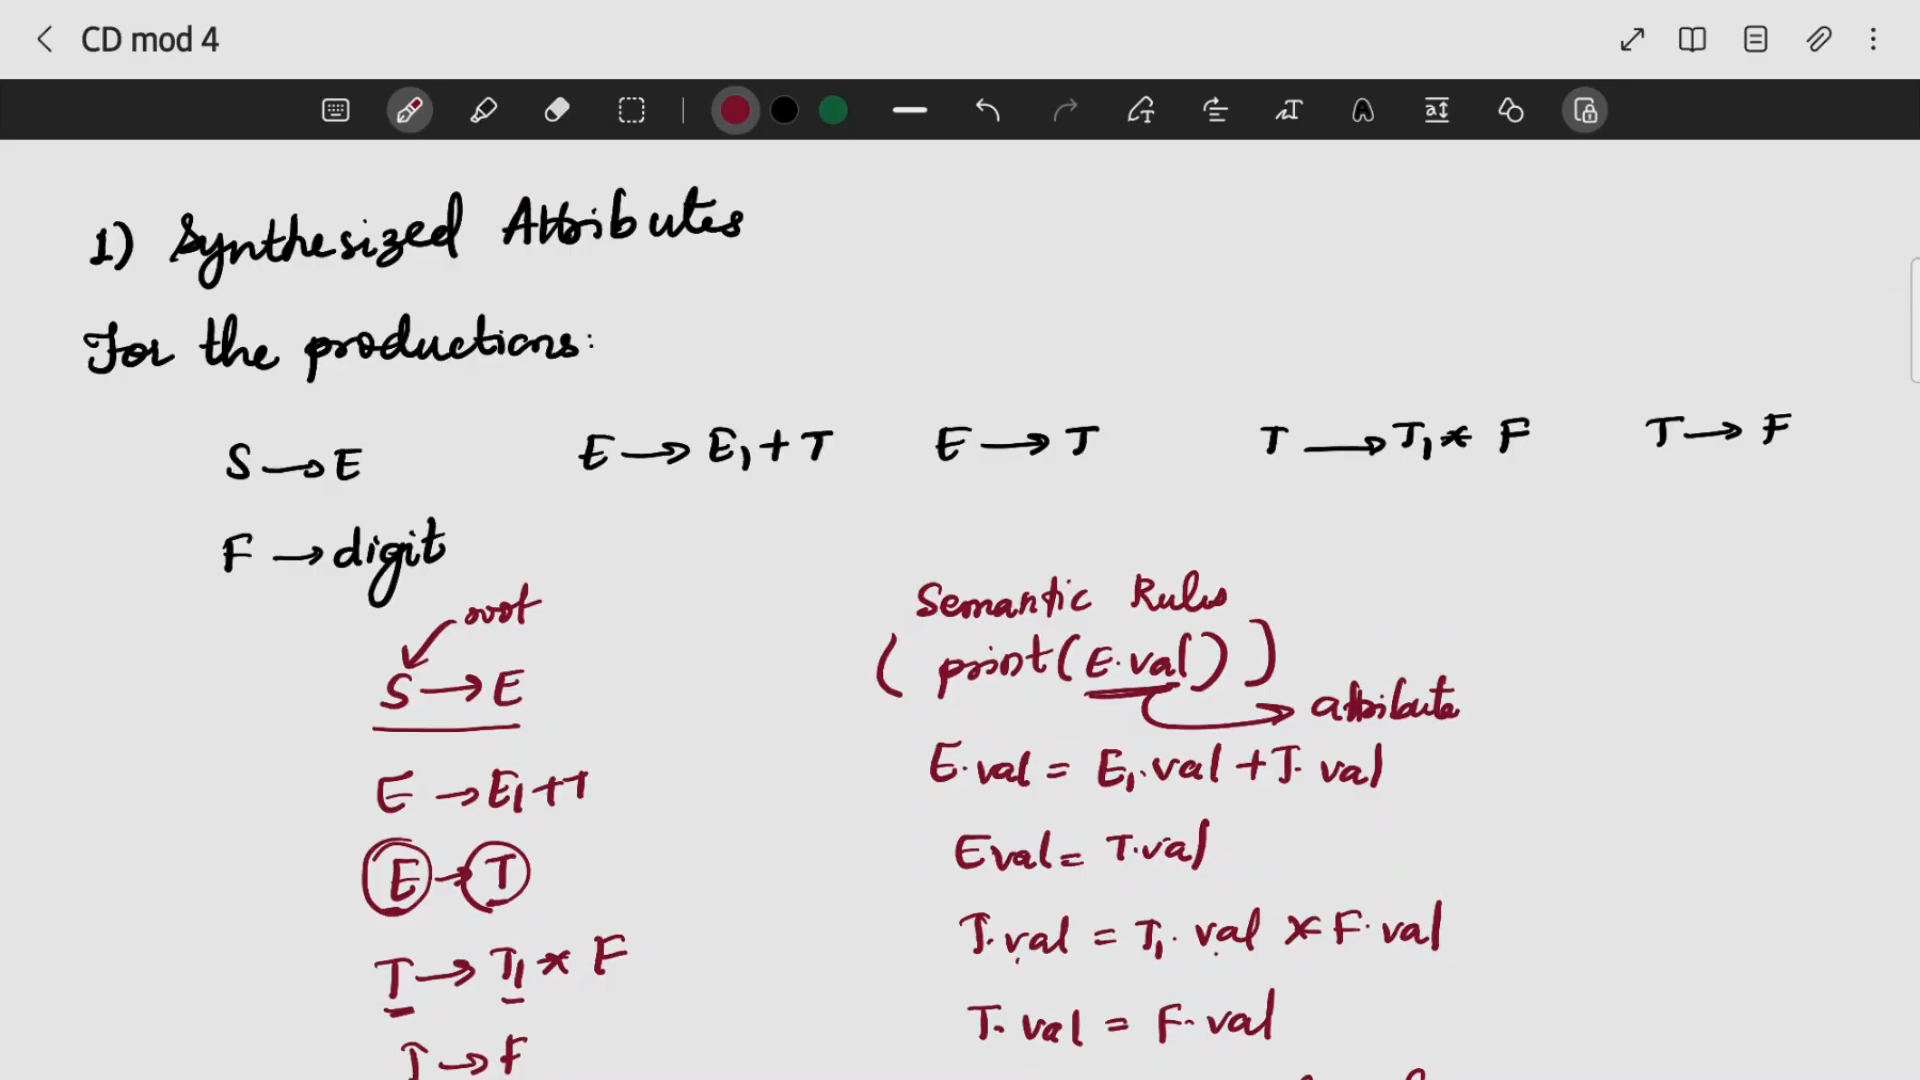 CD mod 4
1) Synthesized Attributes
For the productions:
S → E E → E₁ + T E → T T → T₁ * F T → F
F → digit
root
Semantic Rules
S → E ( print(E.val) )
attribute
E → E₁+T E.val = E₁.val + T.val
E → T Eval = T.val
T → T₁ * F T.val = T₁.val * F.val
T → F T.val = F.val